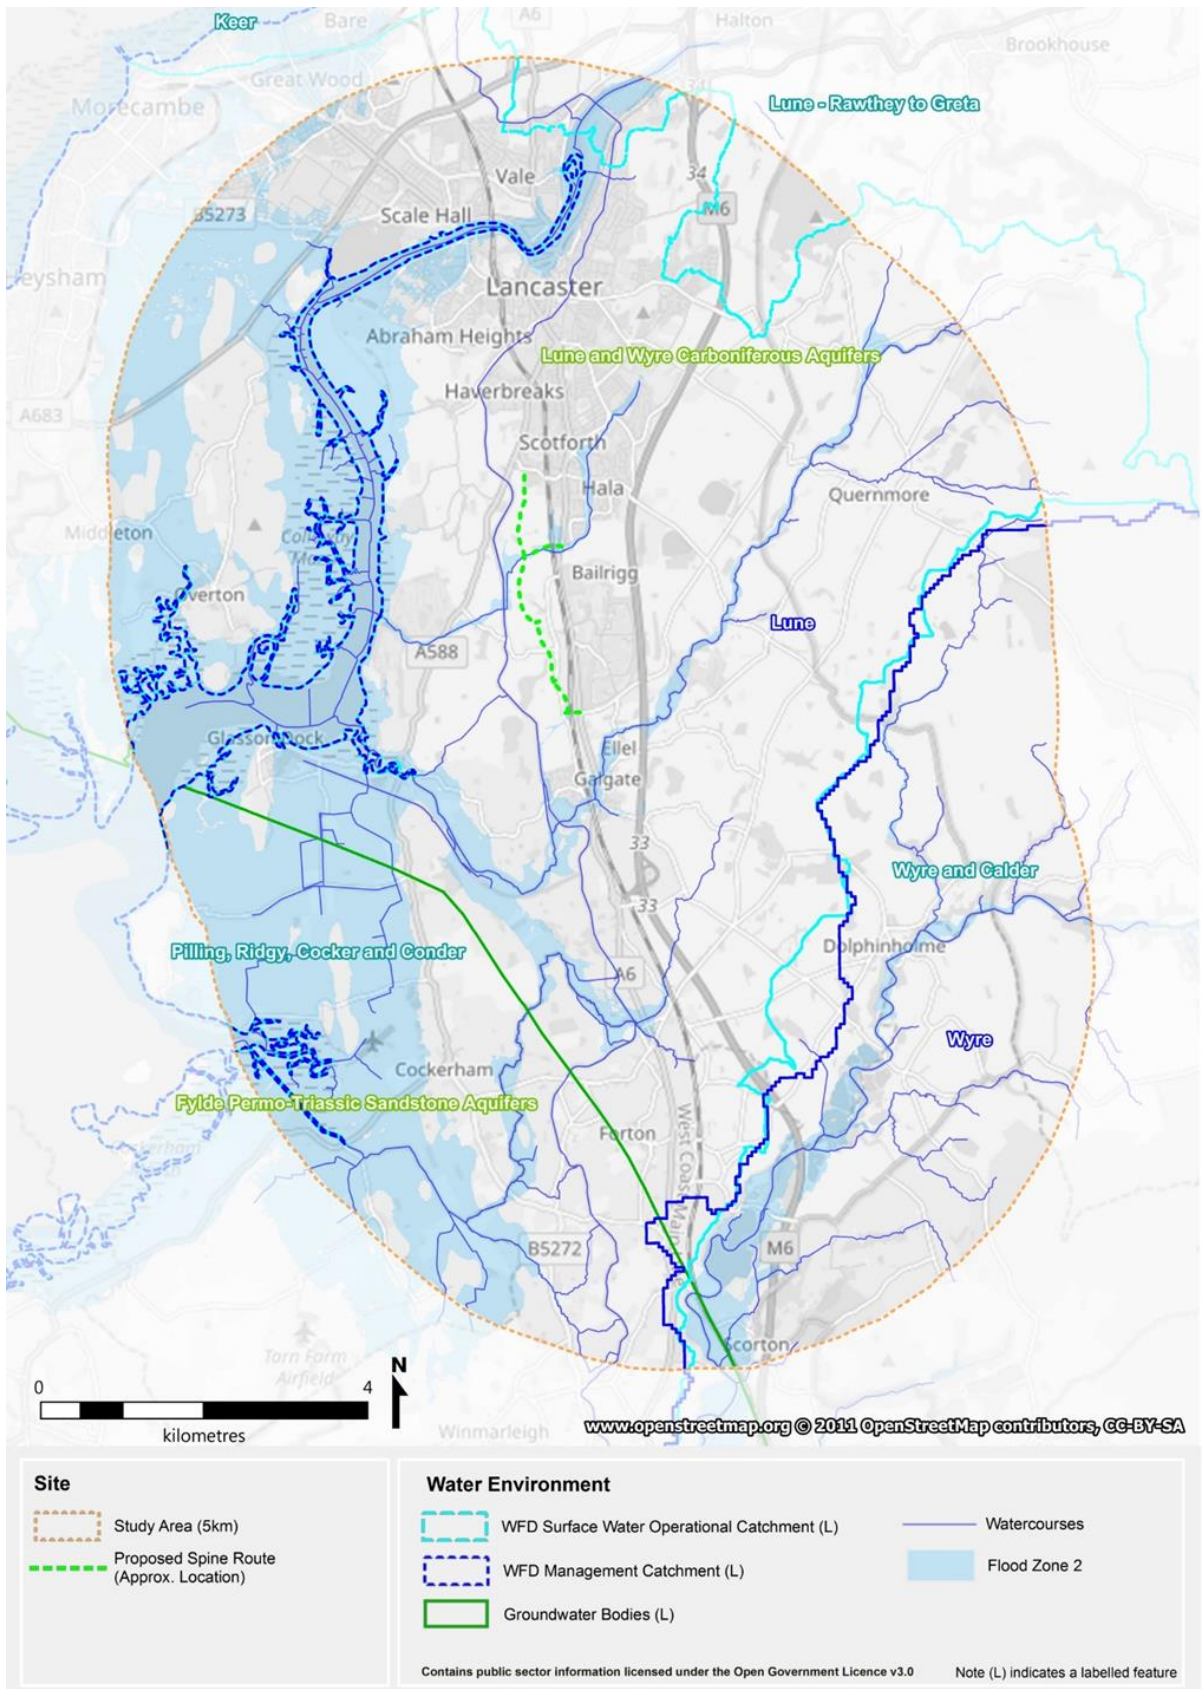 Keer
Bare
A6
Halton
Brookhouse
Great Wood
Morecambe
34
Lune - Rawthey to Greta
Vale
34
B5273
Scale Hall
M6
Heysham
Lancaster
Abraham Heights
Lune and Wyre Carboniferous Aquifers
Haverbreaks
A683
Scotforth
Hala
Quernmore
Middleton
Bailrigg
Overton
Lune
A588
Glasson Dock
Ellel
Galgate
33
Wyre and Calder
33
Pilling, Ridgy, Cocker and Conder
Dolphinholme
A6
Wyre
Cockerham
Fylde Permo-Triassic Sandstone Aquifers
Forton
West Coast Main
B5272
M6
Scorton
Tarn Farm
Airfield
N
0 4
kilometres
Winmarleigh
www.openstreetmap.org © 2011 OpenStreetMap contributors, CC-BY-SA
Site
Study Area (5km)
Proposed Spine Route
(Approx. Location)
Water Environment
WFD Surface Water Operational Catchment (L)
WFD Management Catchment (L)
Groundwater Bodies (L)
Watercourses
Flood Zone 2
Contains public sector information licensed under the Open Government Licence v3.0
Note (L) indicates a labelled feature